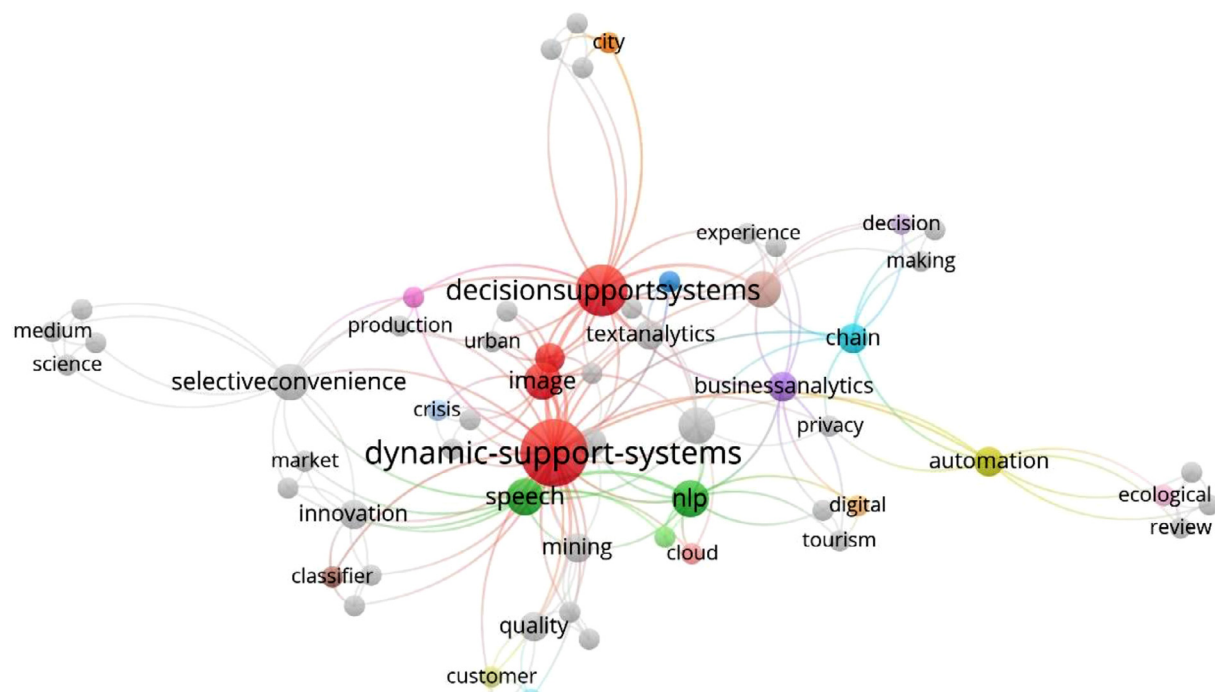 city
decision
experience
making
decisionsupportsystems
production
textanalytics
medium
urban
chain
science
selectiveconvenience
image
businessanalytics
crisis
privacy
dynamic-support-systems
market
automation
speech
nlp
digital
ecological
innovation
review
tourism
mining
cloud
classifier
quality
customer